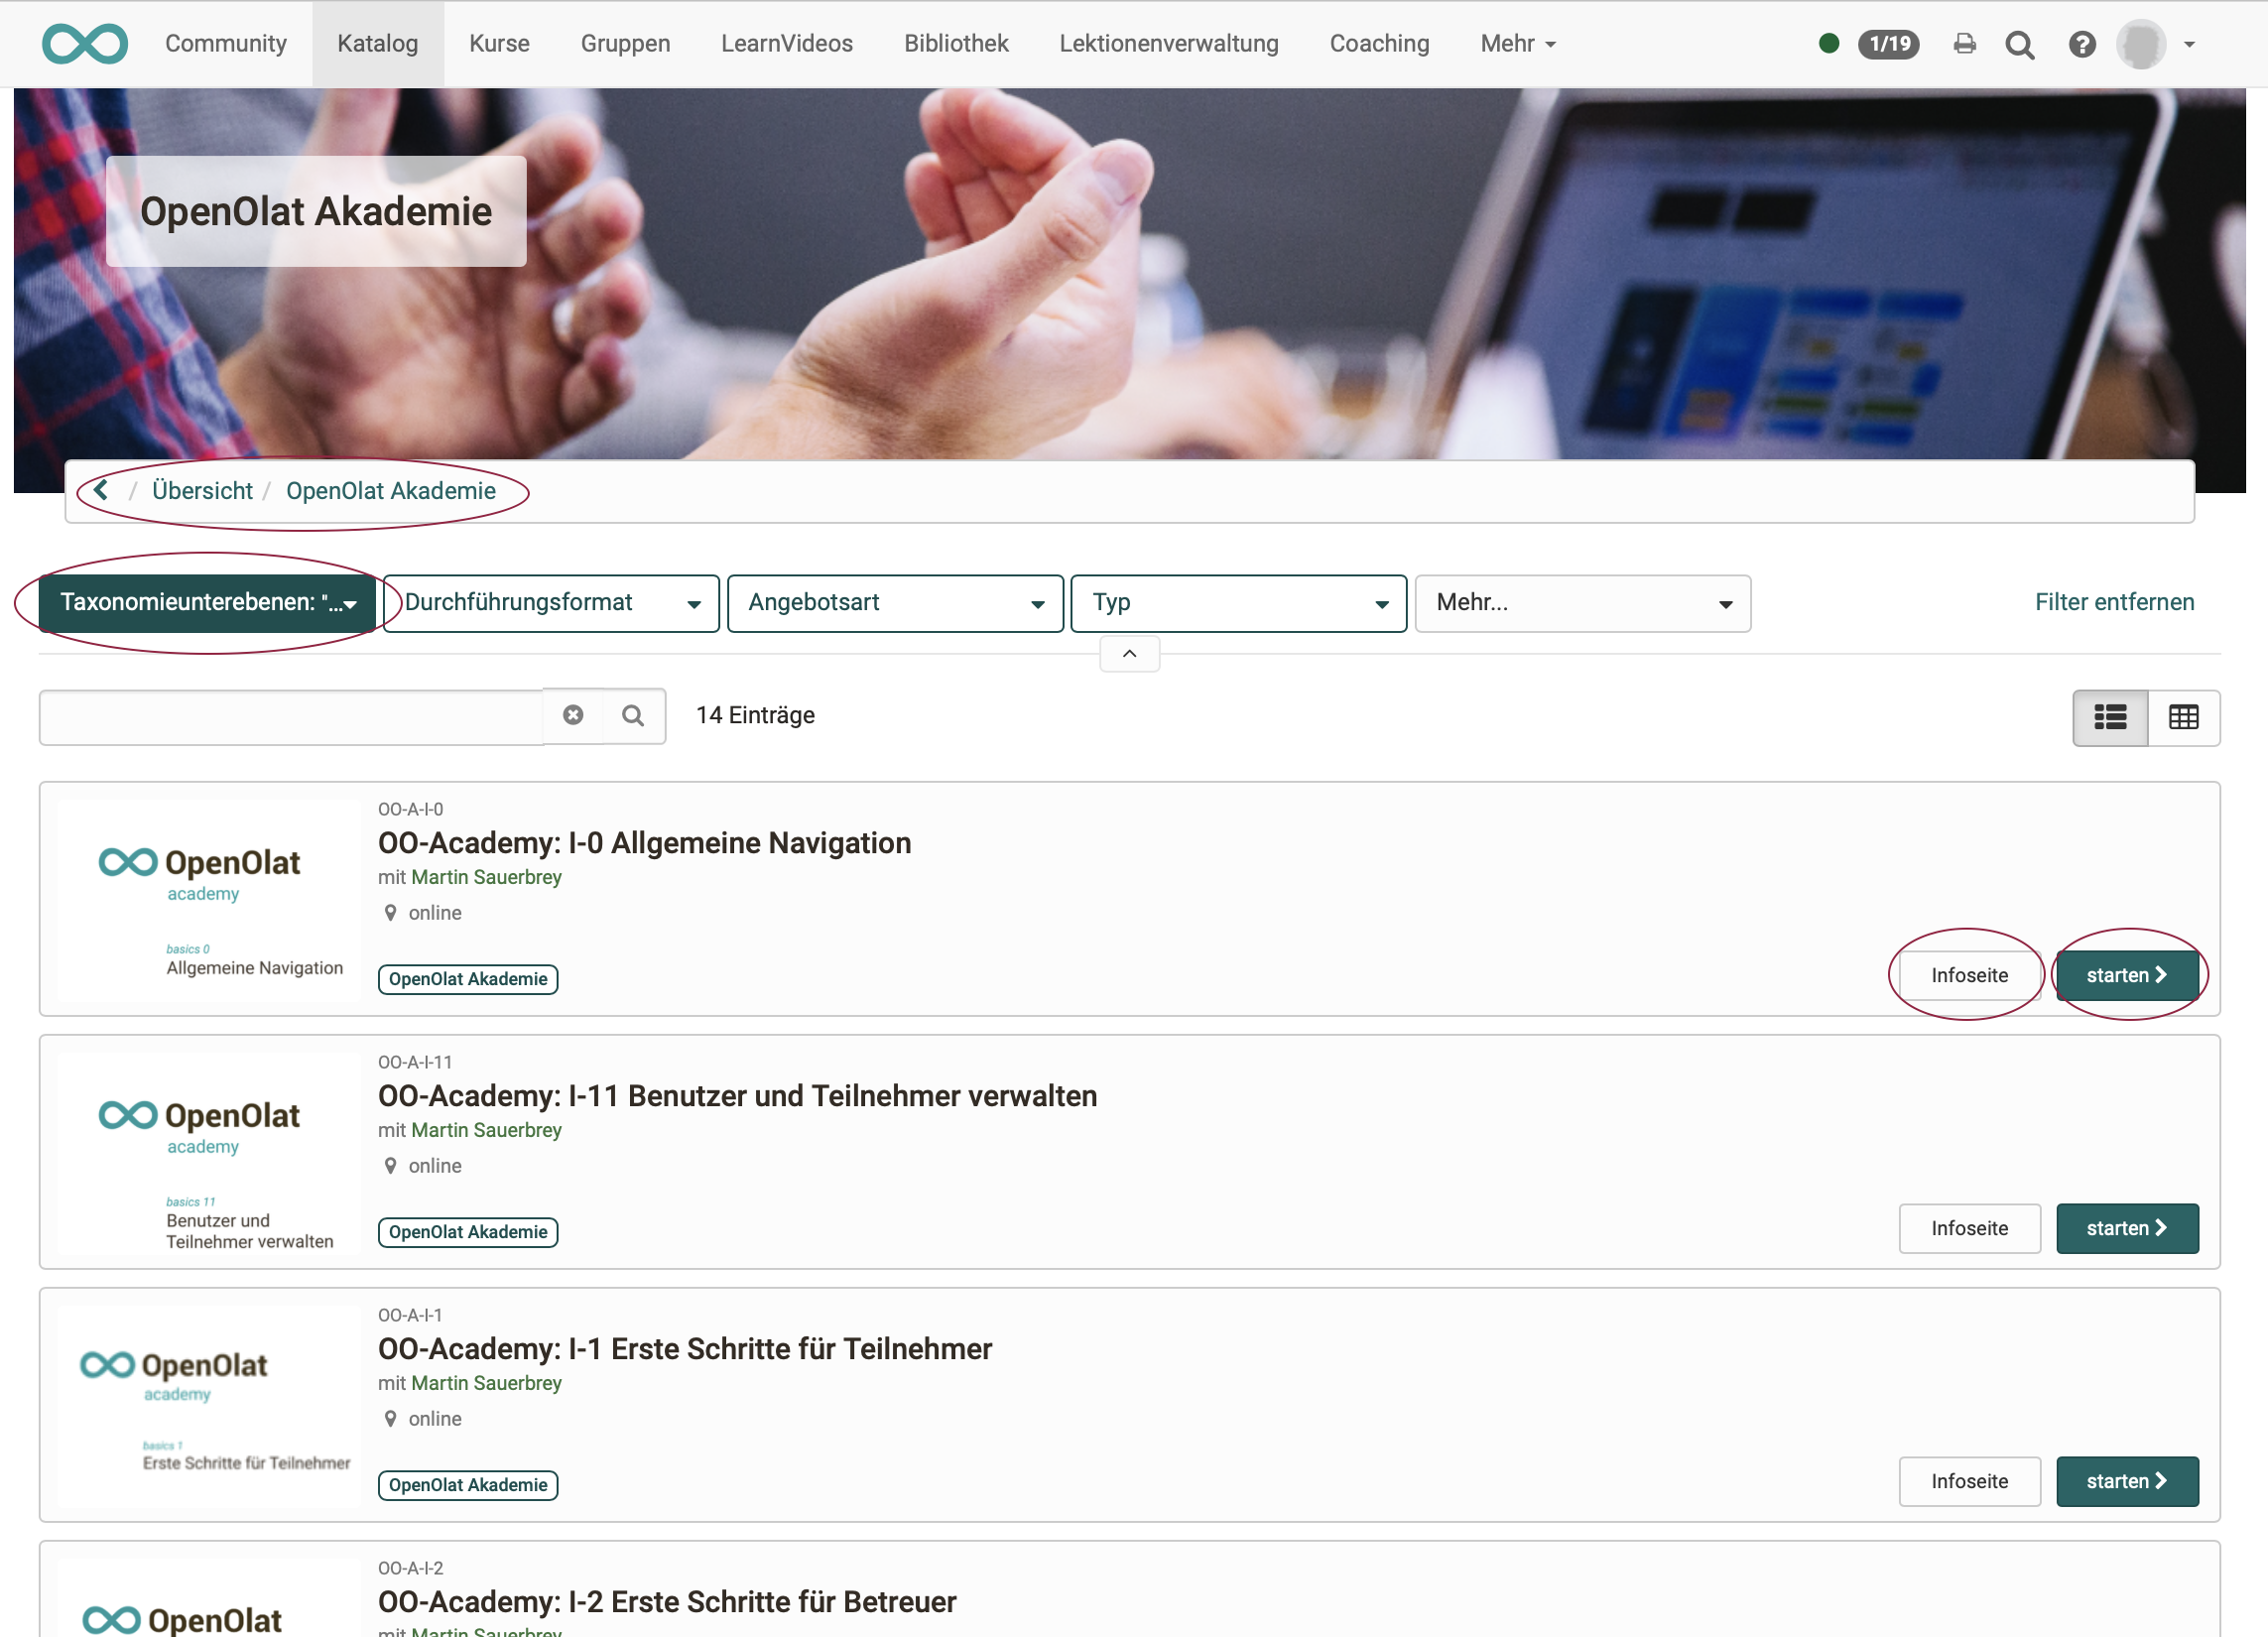 Community Katalog Kurse Gruppen LearnVideos Bibliothek Lektionenverwaltung Coaching Mehr 1/19
OpenOlat Akademie
/ Übersicht / OpenOlat Akademie
Taxonomieunterebenen: "... Durchführungsformat Angebotsart Typ Mehr... Filter entfernen
14 Einträge
OpenOlat
academy
basics 0
Allgemeine Navigation
OO-A-I-0
OO-Academy: I-0 Allgemeine Navigation
mit Martin Sauerbrey
online
OpenOlat Akademie
Infoseite starten
OpenOlat
academy
basics 11
Benutzer und
Teilnehmer verwalten
OO-A-I-11
OO-Academy: I-11 Benutzer und Teilnehmer verwalten
mit Martin Sauerbrey
online
OpenOlat Akademie
Infoseite starten
OpenOlat
academy
basics 1
Erste Schritte für Teilnehmer
OO-A-I-1
OO-Academy: I-1 Erste Schritte für Teilnehmer
mit Martin Sauerbrey
online
OpenOlat Akademie
Infoseite starten
OpenOlat
OO-A-I-2
OO-Academy: I-2 Erste Schritte für Betreuer
mit Martin Sauerbrey